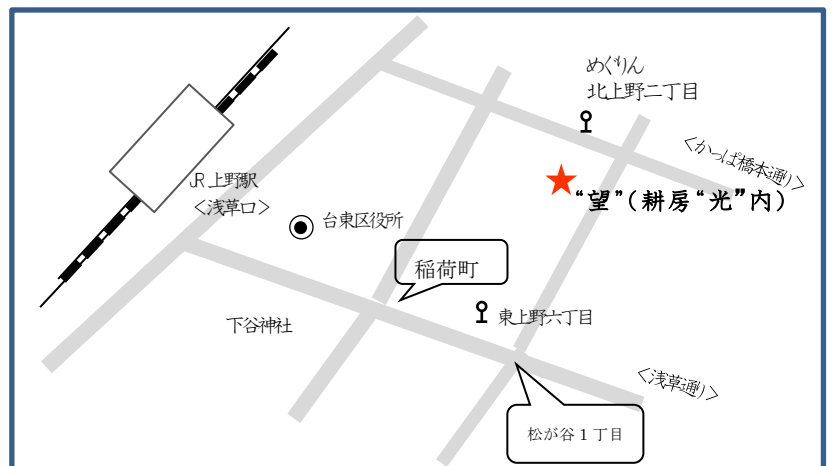 めぐりん
北上野二丁目
<かっぱ橋本通り>
JR上野駅
<浅草口>
“望”(耕房“光”内)
台東区役所
稲荷町
東上野六丁目
下谷神社
<浅草通り>
松が谷1丁目